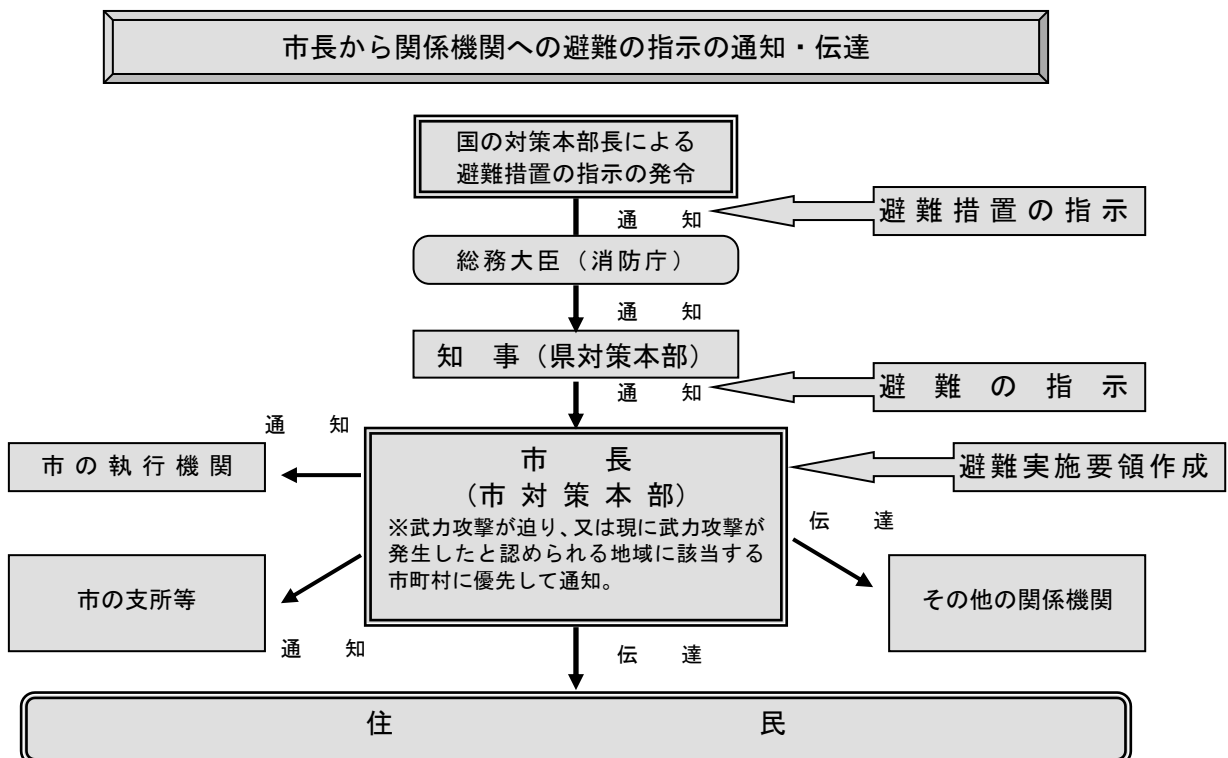 市長から関係機関への避難の指示の通知・伝達
国の対策本部長による
避難措置の指示の発令
通　知
避難措置の指示
総務大臣（消防庁）
通　知
知　事（県対策本部）
通　知
避難の指示
通　知
市の執行機関
市　長
（市対策本部）
※武力攻撃が迫り、又は現に武力攻撃が
発生したと認められる地域に該当する
市町村に優先して通知。
避難実施要領作成
伝　達
市の支所等
その他の関係機関
通　知
伝　達
住　民